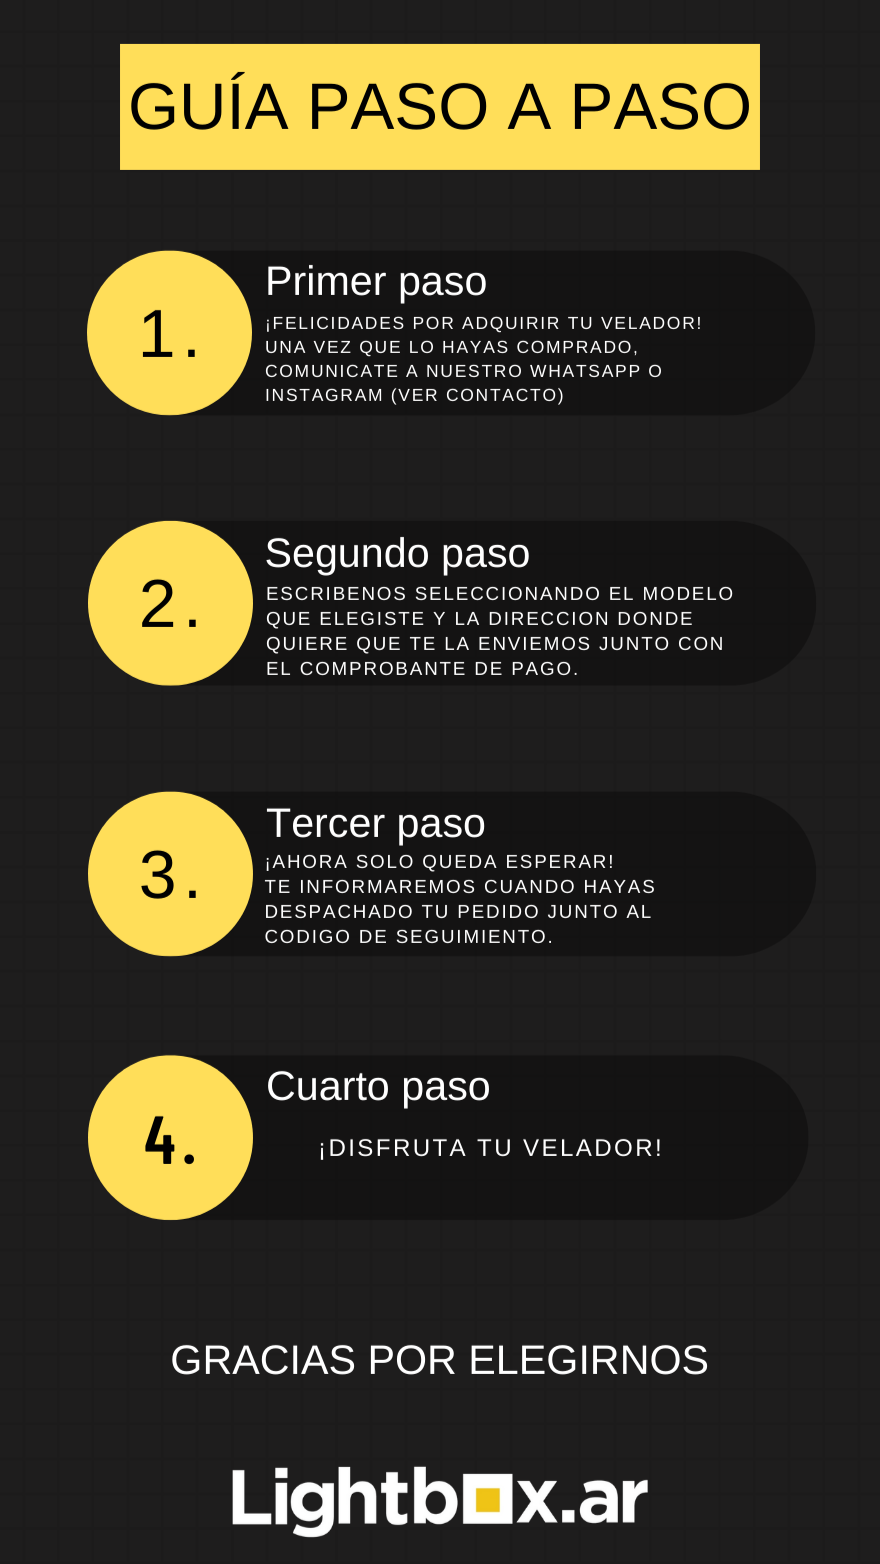 GUÍA PASO A PASO
1.
Primer paso
¡FELICIDADES POR ADQUIRIR TU VELADOR!
UNA VEZ QUE LO HAYAS COMPRADO,
COMUNICATE A NUESTRO WHATSAPP O
INSTAGRAM (VER CONTACTO)
2.
Segundo paso
ESCRIBENOS SELECCIONANDO EL MODELO
QUE ELEGISTE Y LA DIRECCION DONDE
QUIERE QUE TE LA ENVIEMOS JUNTO CON
EL COMPROBANTE DE PAGO.
3.
Tercer paso
¡AHORA SOLO QUEDA ESPERAR!
TE INFORMAREMOS CUANDO HAYAS
DESPACHADO TU PEDIDO JUNTO AL
CODIGO DE SEGUIMIENTO.
4.
Cuarto paso
¡DISFRUTA TU VELADOR!
GRACIAS POR ELEGIRNOS
Lightbox.ar